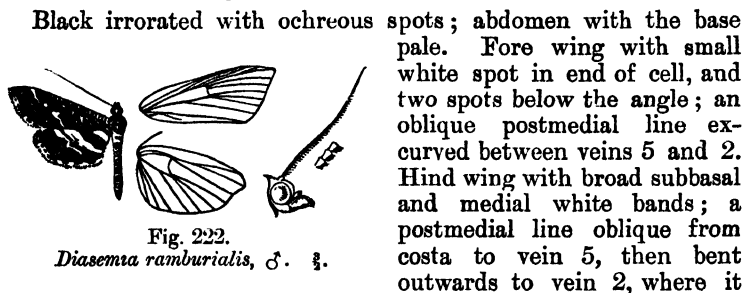 Black irrorated with ochreous spots; abdomen with the base
pale. Fore wing with small
white spot in end of cell, and
two spots below the angle; an
oblique postmedial line ex-
curved between veins 5 and 2.
Hind wing with broad subbasal
and medial white bands; a
postmedial line oblique from
costa to vein 5, then bent
outwards to vein 2, where it
Fig. 222.
Diasemia ramburialis, ♂. 3/2.